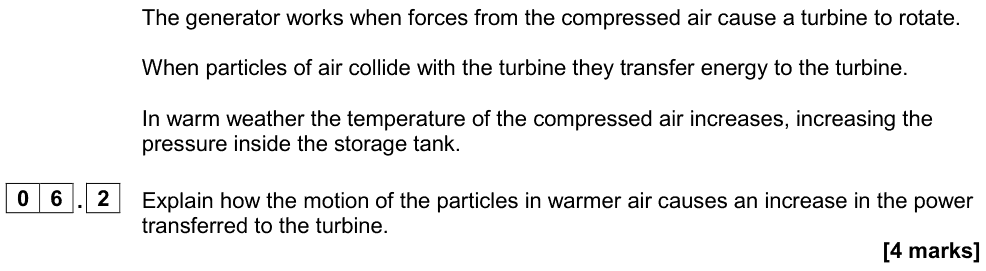 The generator works when forces from the compressed air cause a turbine to rotate.
When particles of air collide with the turbine they transfer energy to the turbine.
In warm weather the temperature of the compressed air increases, increasing the
pressure inside the storage tank.
0 6 . 2 Explain how the motion of the particles in warmer air causes an increase in the power
transferred to the turbine.
[4 marks]